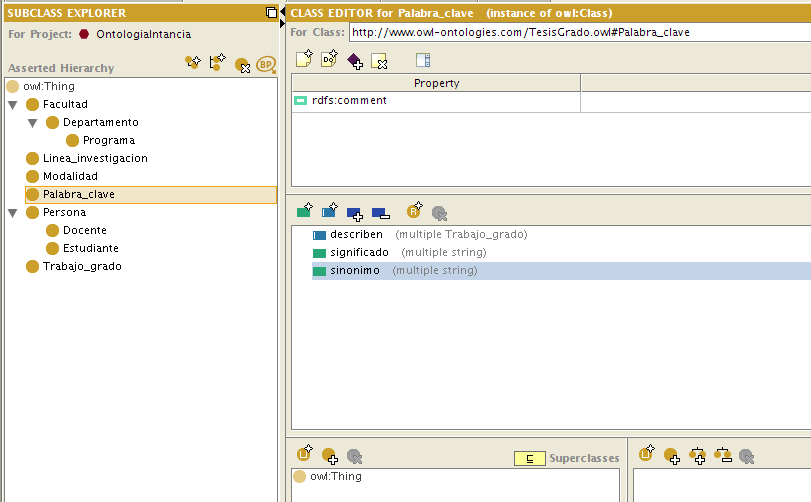 SUBCLASS EXPLORER
For Project: OntologiaIntancia
Asserted Hierarchy
BP
owl:Thing
Facultad
Departamento
Programa
Linea_investigacion
Modalidad
Palabra_clave
Persona
Docente
Estudiante
Trabajo_grado
CLASS EDITOR for Palabra_clave (instance of owl:Class)
For Class: http://www.owl-ontologies.com/TesisGrado.owl#Palabra_clave
Property
rdfs:comment
describen (multiple Trabajo_grado)
significado (multiple string)
sinonimo (multiple string)
⊑ Superclasses
owl:Thing